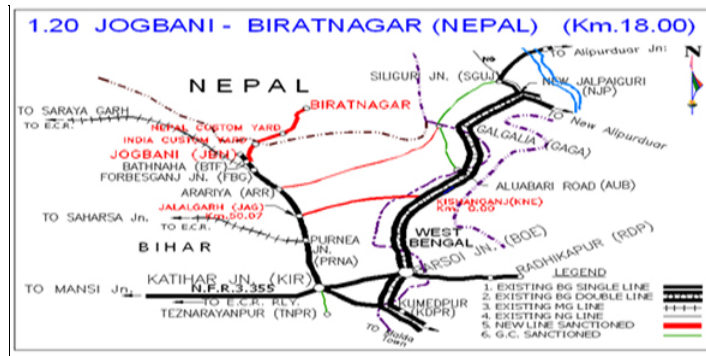 1.20 JOGBANI - BIRATNAGAR (NEPAL) (Km.18.00)
TO Alipurduar Jn:
N
SILIGUR JN. (SGUJ)
NEW JALPAIGURI
(NJP)
NEPAL
BIRATNAGAR
TO SARAYA GARH
TO E.C.R.
TO New Alipurduar
NEPAL CUSTOM YARD
INDIA CUSTOM YARD
GALGALIA (GAGA)
JOGBANI (JBN)
BATHNAHA (BTF)
FORBESGANJ JN. (FBG)
ARARIYA (ARR)
ALUABARI ROAD (AUB)
JALALGARH (JAG)
Km.50.07
KISHANGANJ(KNE)
Km. 0.00
TO SAHARSA Jn.
TO E.C.R.
WEST
BENGAL
BIHAR
PURNEA
JN.
(PRNA)
BARSOI JN. (BOE)
RADHIKAPUR (RDP)
KATIHAR JN. (KIR)
LEGEND
TO MANSI Jn.
N.F.R.3.355
TO E.C.R. RLY.
TEZNARAYANPUR (TNPR)
KUMEDPUR
(KDPR)
TO Malda
Town
1. EXISTING BG SINGLE LINE
2. EXISTING BG DOUBLE LINE
3. EXISTING MG LINE
4. EXISTING NG LINE
5. NEW LINE SANCTIONED
6. G.C. SANCTIONED